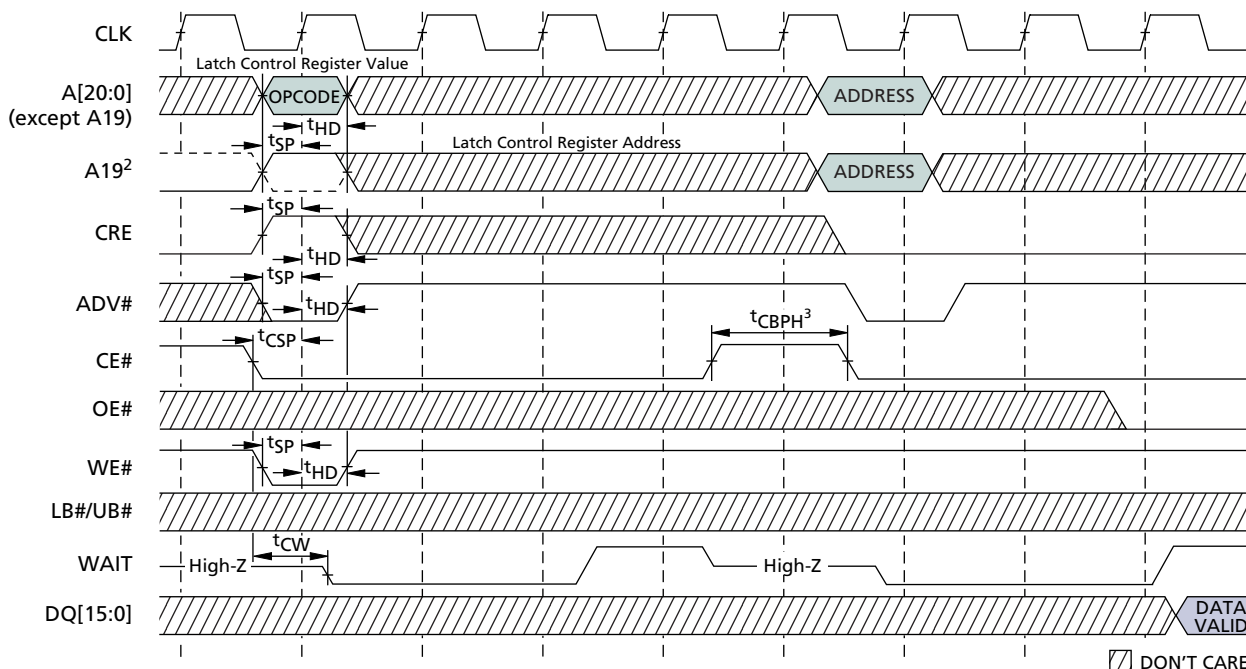 CLK
Latch Control Register Value
A[20:0]
(except A19)
OPCODE
ADDRESS
tHD
tSP
Latch Control Register Address
A19²
ADDRESS
tSP
CRE
tHD
tSP
ADV#
tHD
tCBPH³
tCSP
CE#
OE#
tSP
WE#
tHD
LB#/UB#
tCW
WAIT
High-Z
High-Z
DQ[15:0]
DATA
VALID
DON'T CARE